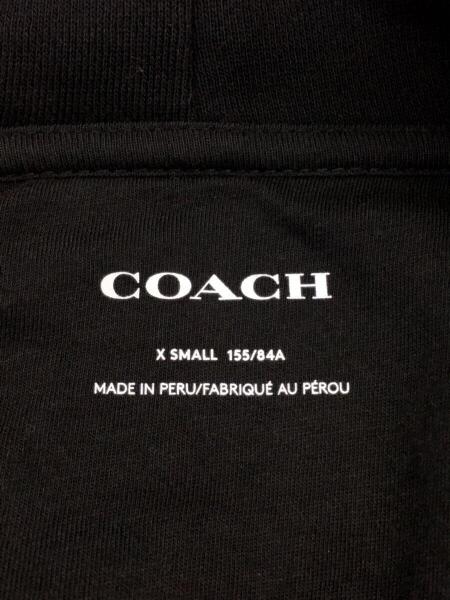 COACH
X SMALL 155/84A
MADE IN PERU/FABRIQUÉ AU PÉROU